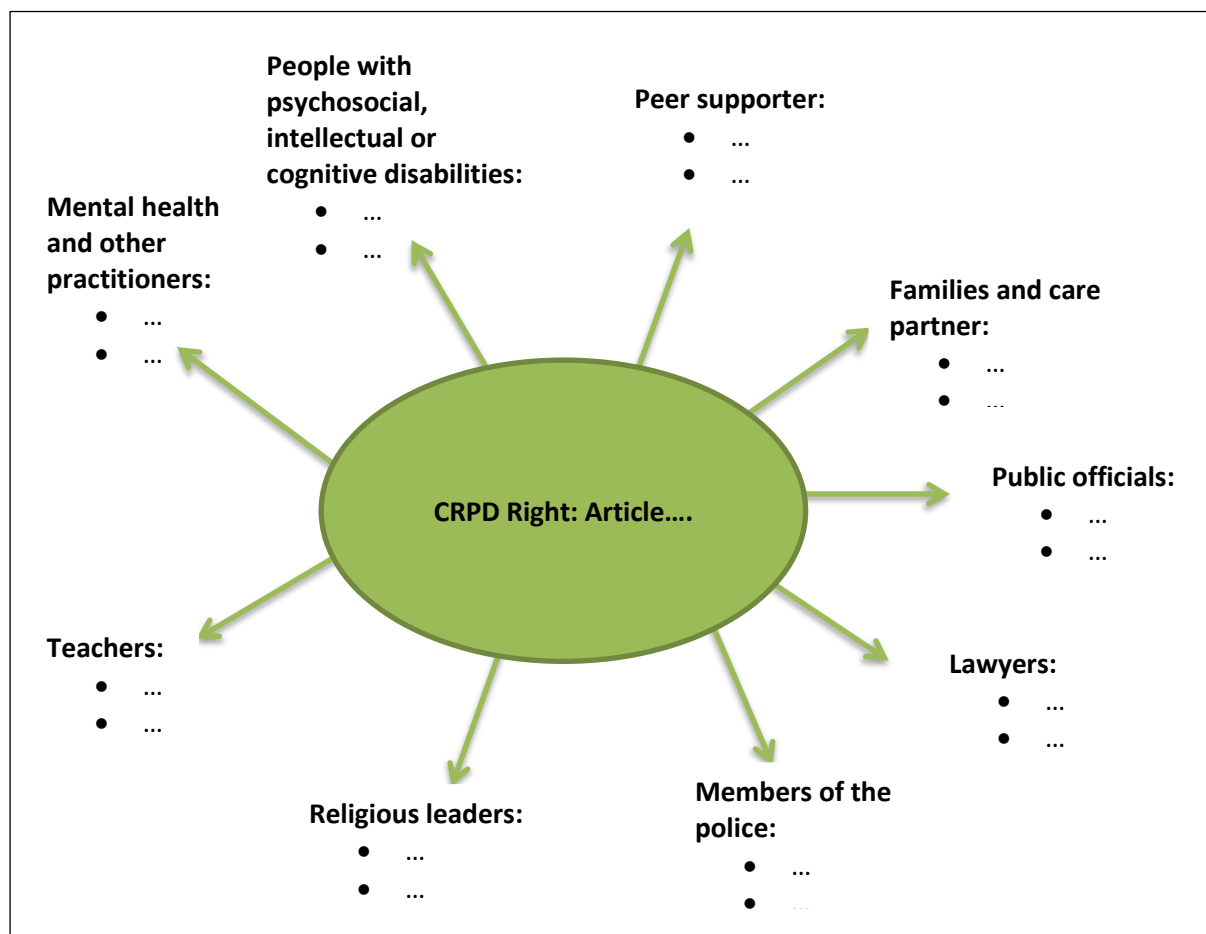 People with
psychosocial,
intellectual or
cognitive disabilities:
• ...
• ...
Peer supporter:
• ...
• ...
Mental health
and other
practitioners:
• ...
• ...
Families and care
partner:
• ...
• ...
Public officials:
• ...
• ...
CRPD Right: Article....
Teachers:
• ...
• ...
Lawyers:
• ...
• ...
Religious leaders:
• ...
• ...
Members of the
police:
• ...
• ...